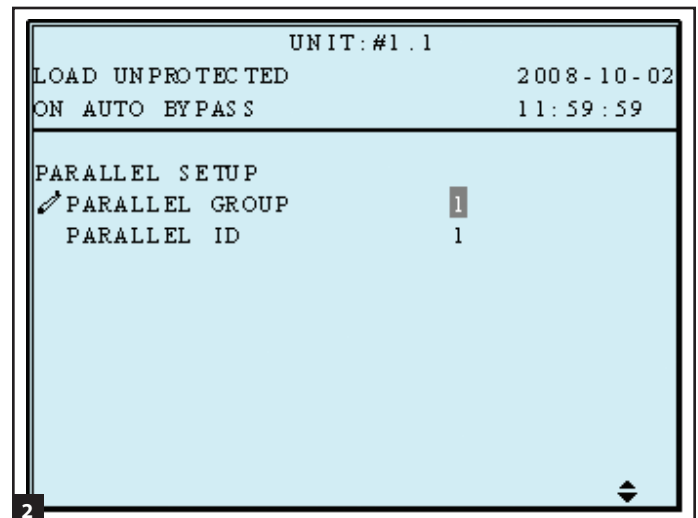 UNIT:#1.1
LOAD UNPROTECTED 2008-10-02
ON AUTO BYPASS 11:59:59
PARALLEL SETUP
PARALLEL GROUP 1
PARALLEL ID 1
2